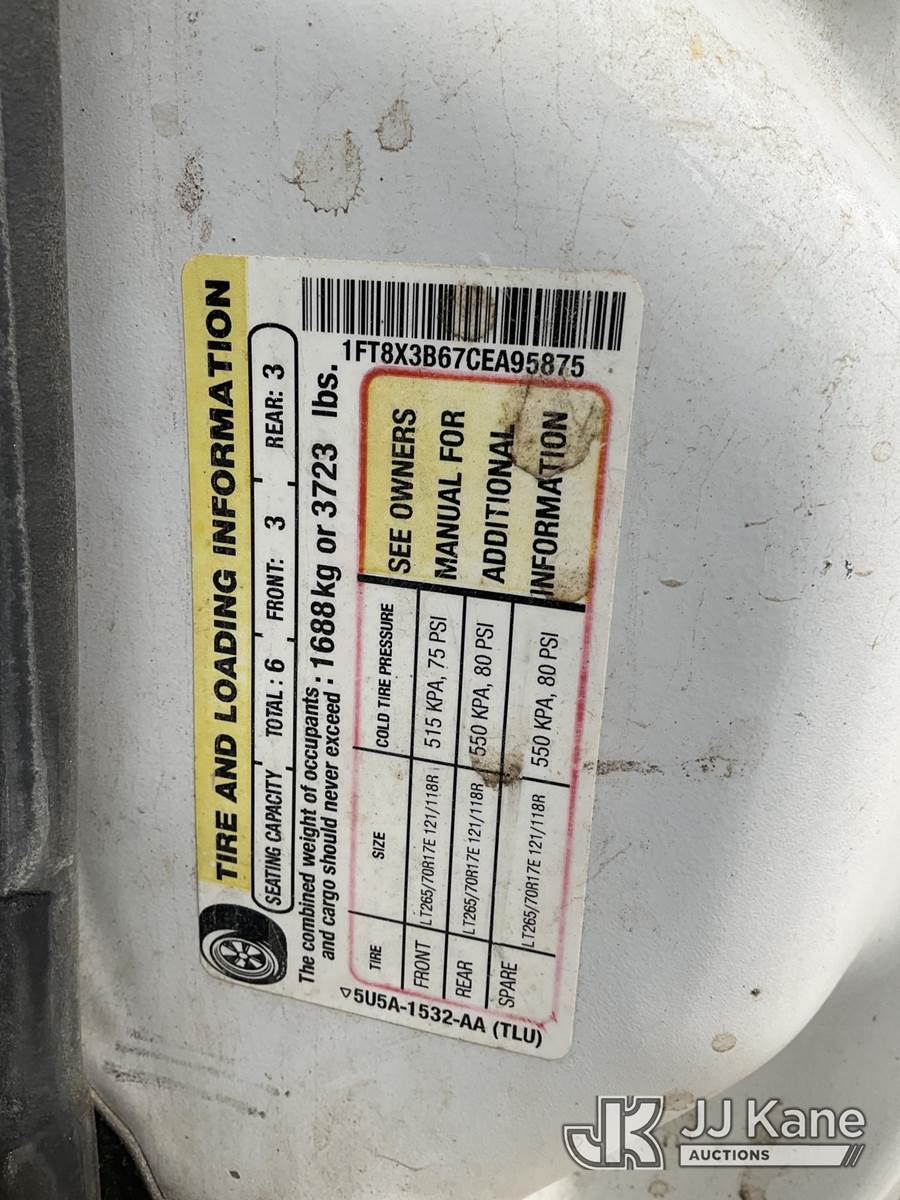 TIRE AND LOADING INFORMATION
SEATING CAPACITY TOTAL : 6 FRONT: 3 REAR: 3
The combined weight of occupants
and cargo should never exceed : 1688kg or 3723 lbs.
TIRE SIZE COLD TIRE PRESSURE
FRONT LT265/70R17E 121/118R 515 KPA, 75 PSI
REAR LT265/70R17E 121/118R 550 KPA, 80 PSI
SPARE LT265/70R17E 121/118R 550 KPA, 80 PSI
SEE OWNERS
MANUAL FOR
ADDITIONAL
INFORMATION
5U5A-1532-AA (TLU)
1FT8X3B67CEA95875
JK JJ Kane
AUCTIONS